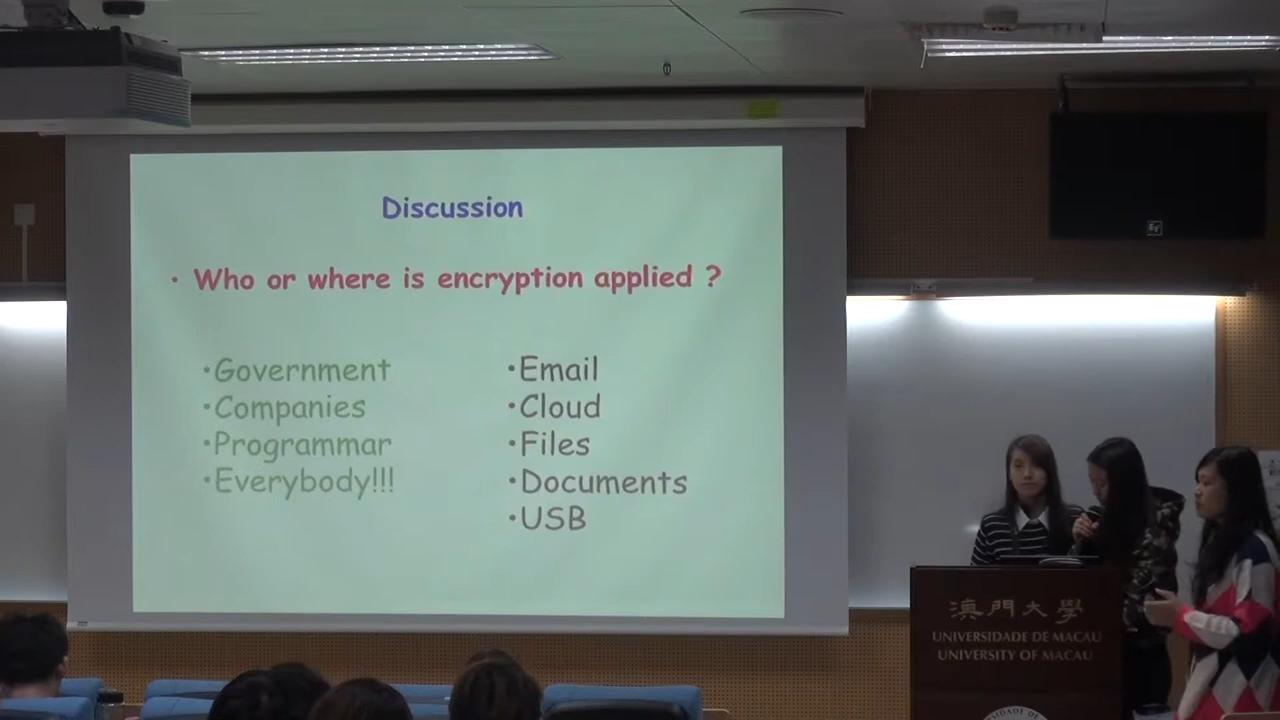 Discussion
• Who or where is encryption applied ?
•Government
•Companies
•Programmar
•Everybody!!!
•Email
•Cloud
•Files
•Documents
•USB
澳門大學
UNIVERSIDADE DE MACAU
UNIVERSITY OF MACAU